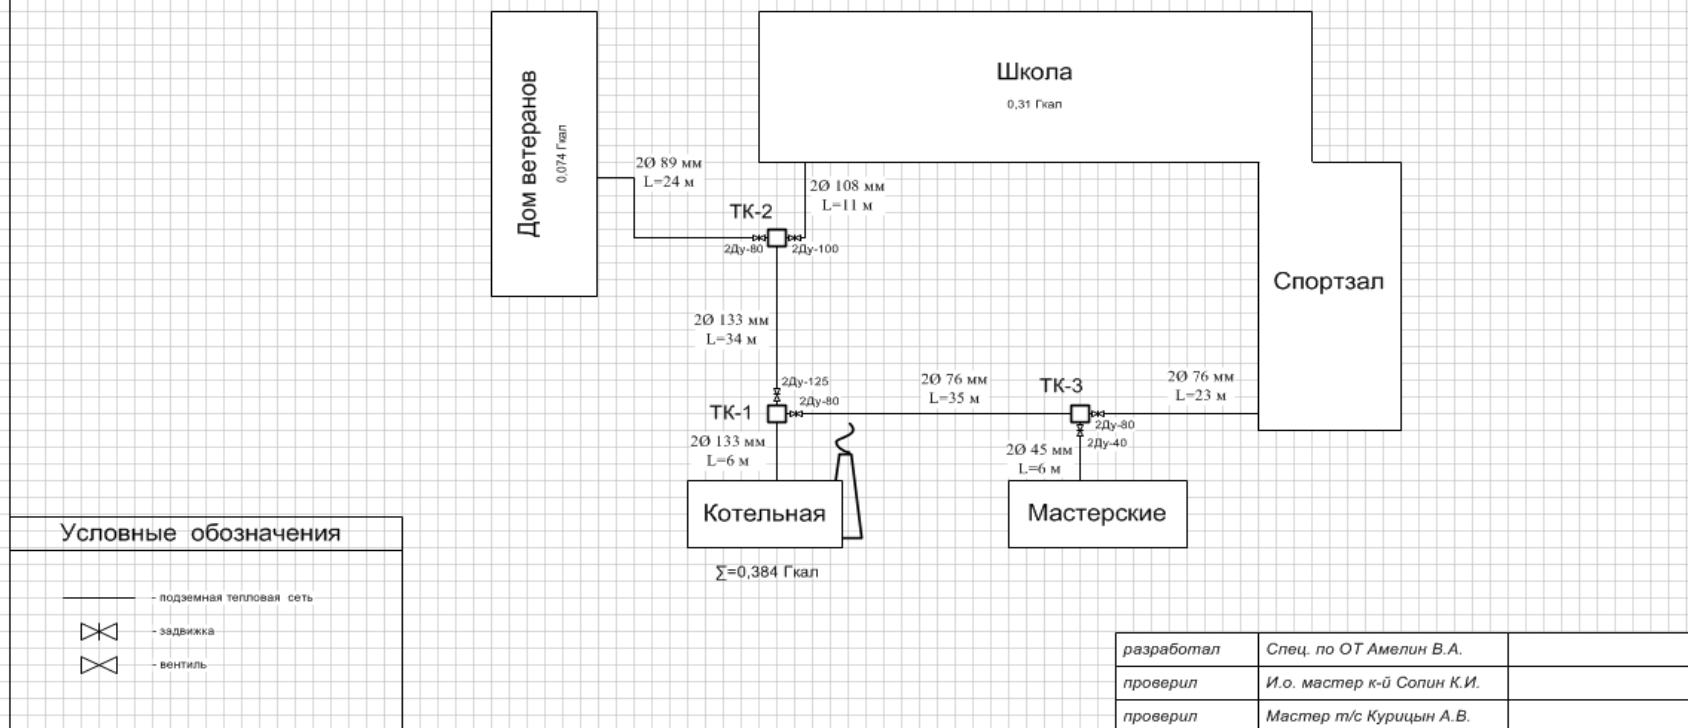 Школа
0,31 Гкал
Дом ветеранов
0,074 Гкал
2Ø 89 мм
L=24 м
2Ø 108 мм
L=11 м
ТК-2
2Ду-80
2Ду-100
Спортзал
2Ø 133 мм
L=34 м
2Ду-125
2Ду-80
ТК-1
2Ø 76 мм
L=35 м
ТК-3
2Ø 76 мм
L=23 м
2Ду-80
2Ду-40
2Ø 133 мм
L=6 м
2Ø 45 мм
L=6 м
Котельная
Мастерские
∑=0,384 Гкал
Условные обозначения
- подземная тепловая сеть
- задвижка
- вентиль
разработал Спец. по ОТ Амелин В.А.
проверил И.о. мастер к-й Сопин К.И.
проверил Мастер т/с Курицын А.В.